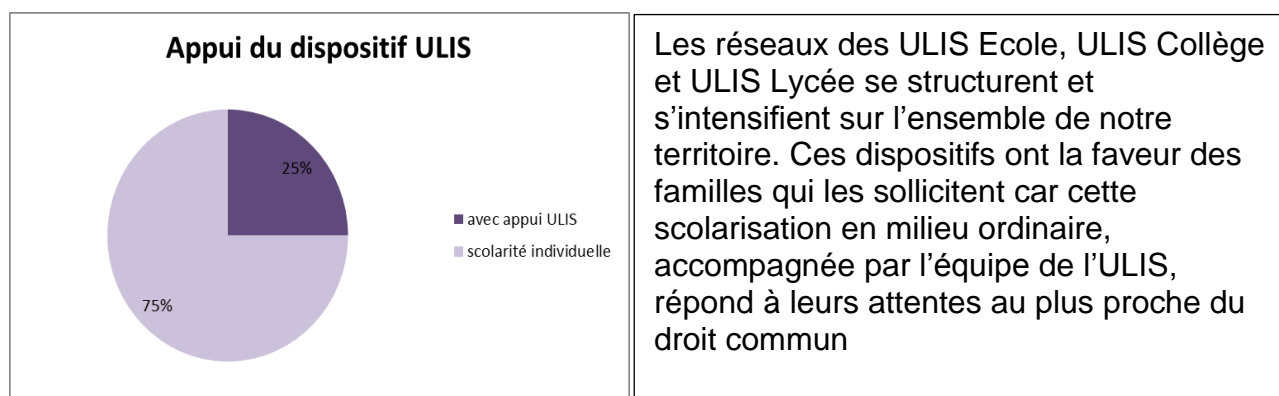 Appui du dispositif ULIS
25%
75%
avec appui ULIS
scolarité individuelle
Les réseaux des ULIS Ecole, ULIS Collège
et ULIS Lycée se structurent et
s’intensifient sur l’ensemble de notre
territoire. Ces dispositifs ont la faveur des
familles qui les sollicitent car cette
scolarisation en milieu ordinaire,
accompagnée par l’équipe de l’ULIS,
répond à leurs attentes au plus proche du
droit commun